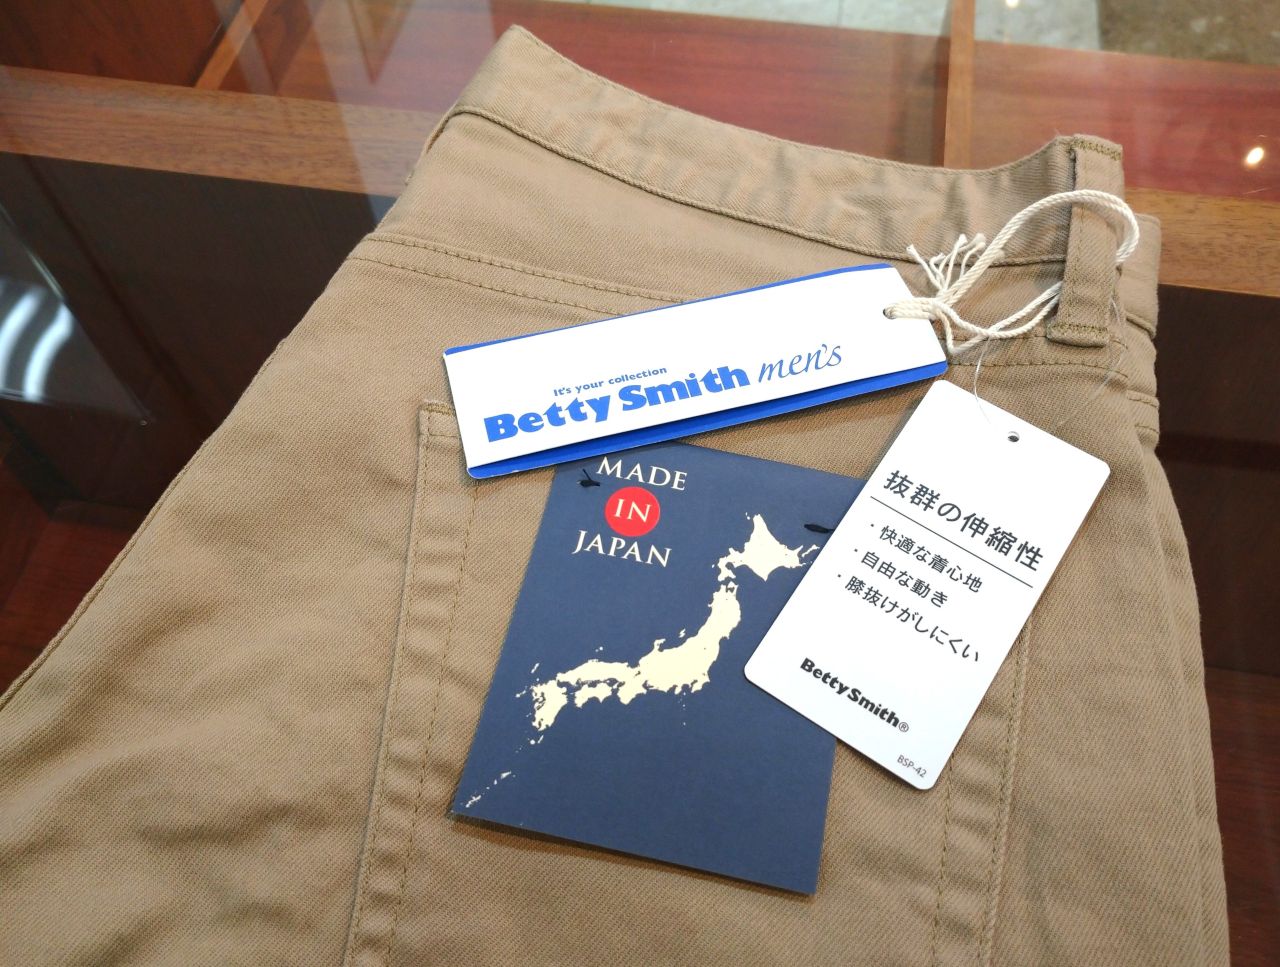 It's your collection
Betty Smith men's
MADE
IN
JAPAN
抜群の伸縮性
・快適な着心地
・自由な動き
・膝抜けがしにくい
Betty Smith®
BSP-42